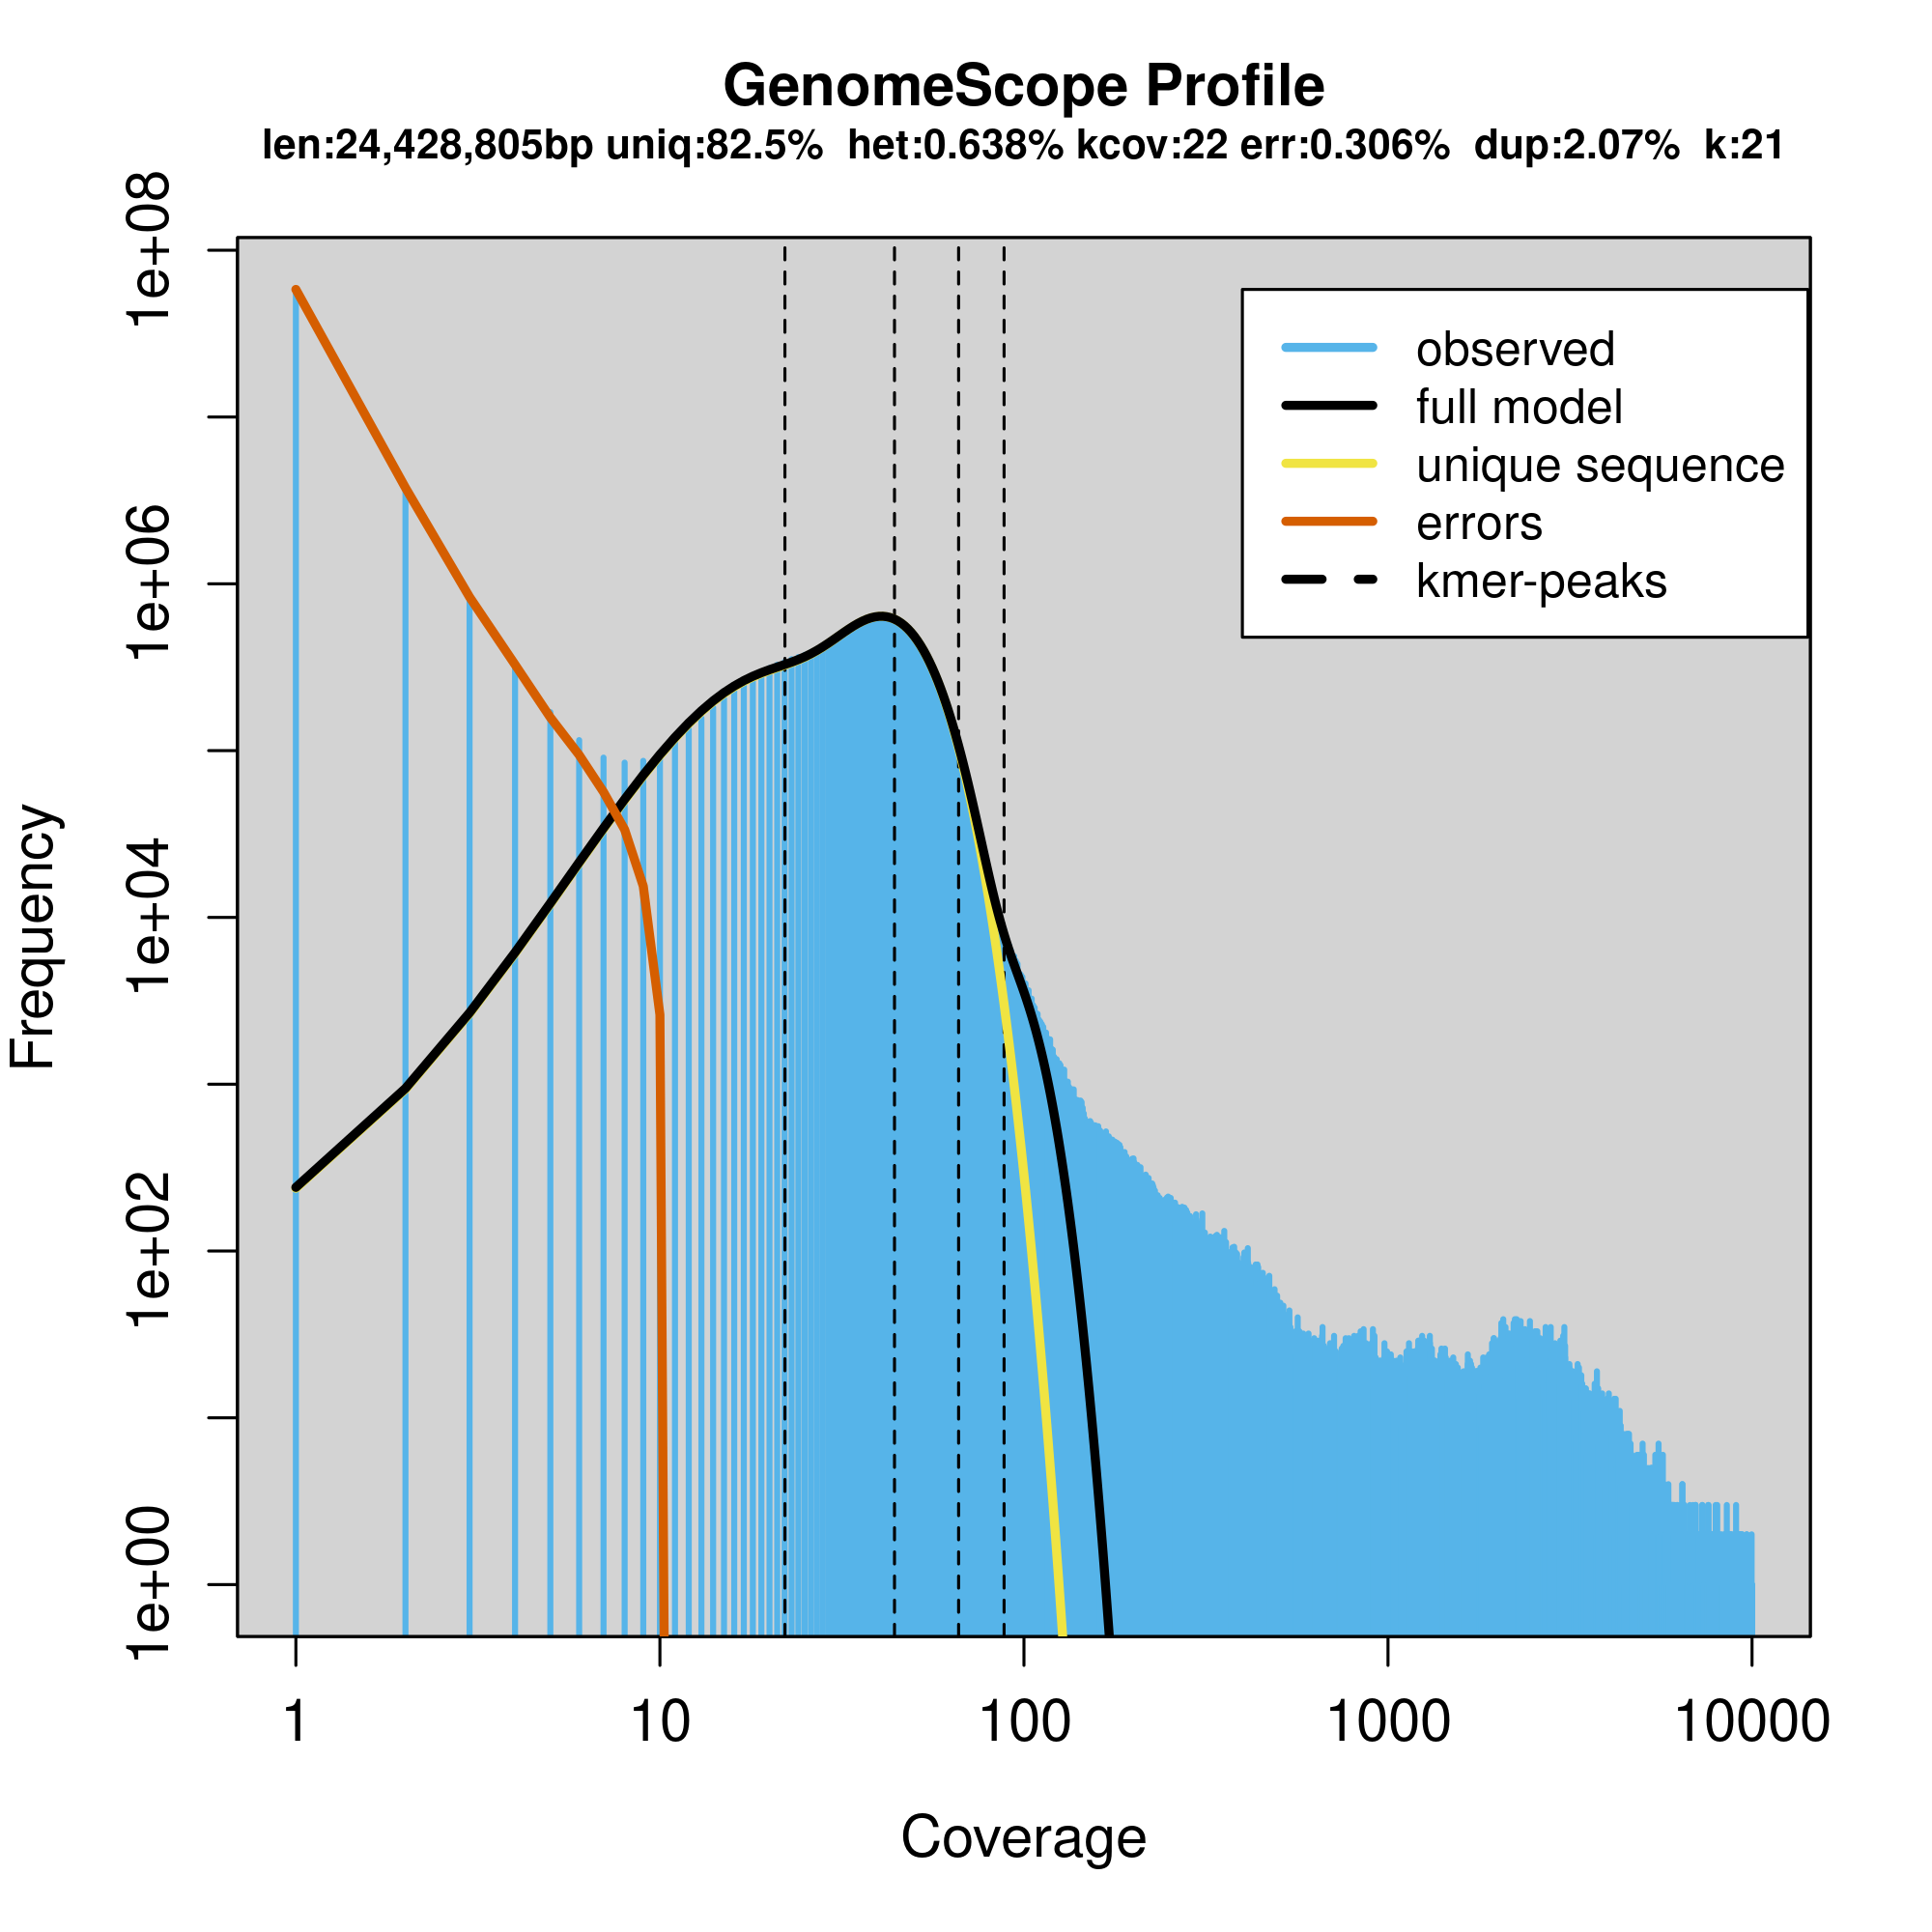 GenomeScope Profile
len:24,428,805bp uniq:82.5%  het:0.638% kcov:22 err:0.306%  dup:2.07%  k:21
1e+08
1e+06
1e+04
1e+02
1e+00
Frequency
observed
full model
unique sequence
errors
kmer-peaks
1 10 100 1000 10000
Coverage